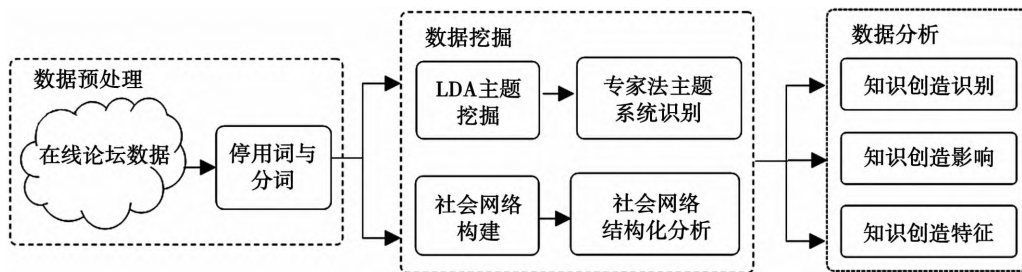 数据预处理
在线论坛数据
停用词与
分词
数据挖掘
LDA主题
挖掘
专家法主题
系统识别
社会网络
构建
社会网络
结构化分析
数据分析
知识创造识别
知识创造影响
知识创造特征